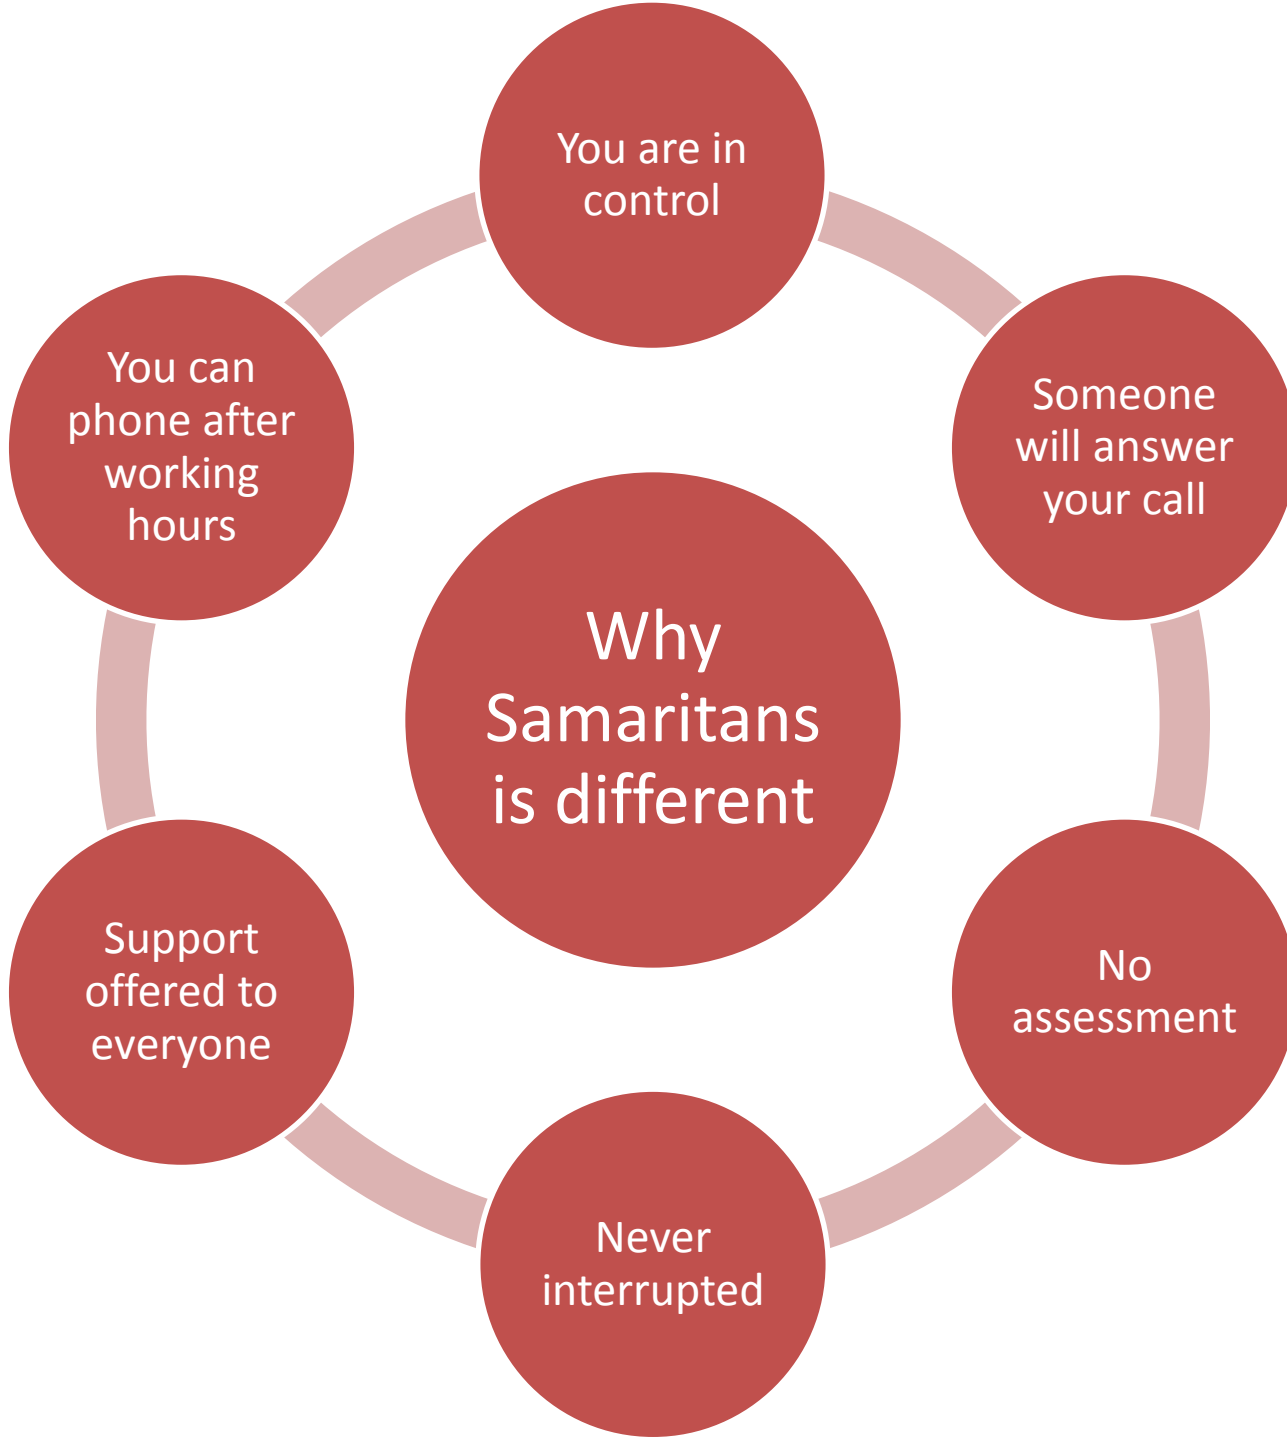 You are in
control
You can
phone after
working
hours
Someone
will answer
your call
Why
Samaritans
is different
Support
offered to
everyone
No
assessment
Never
interrupted